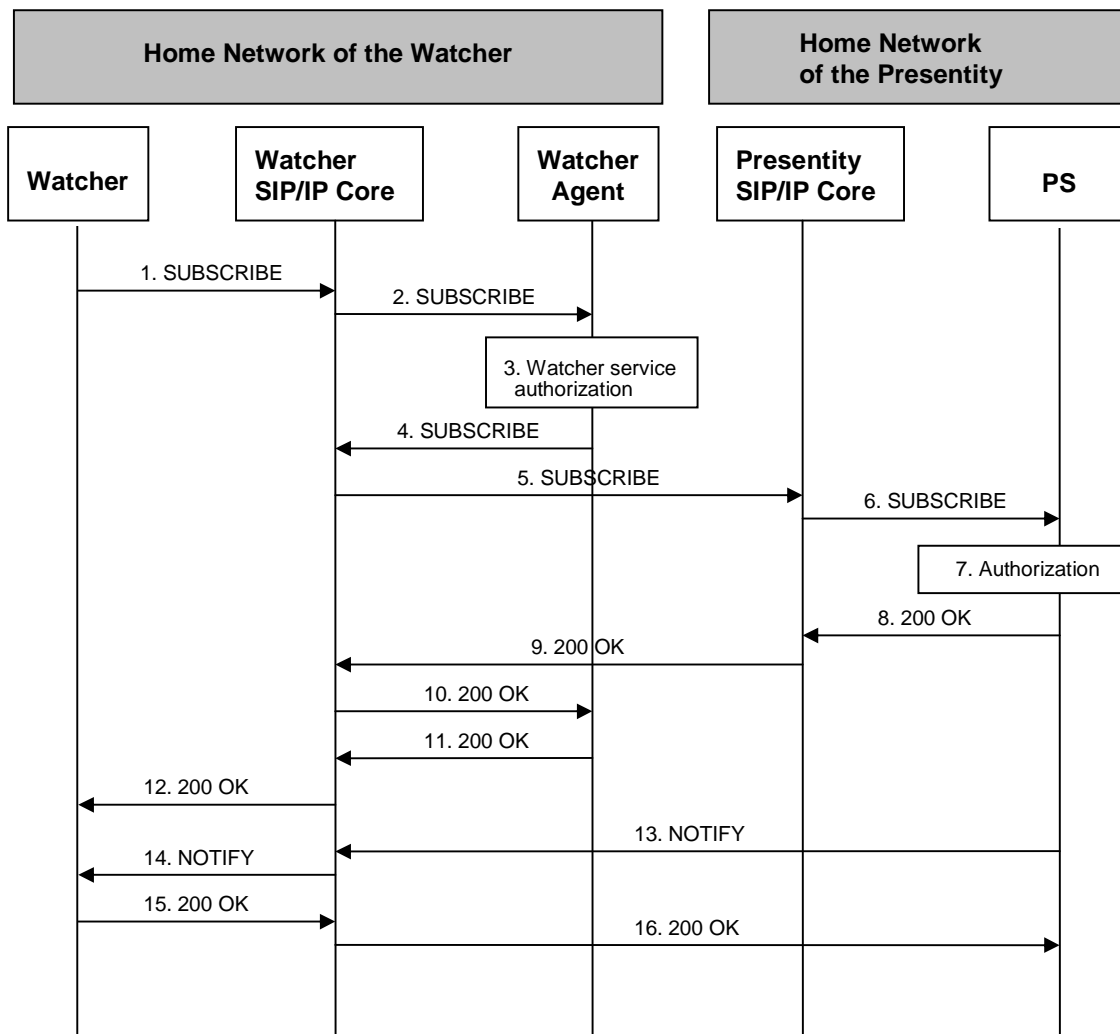 Home Network of the Watcher
Home Network
of the Presentity
Watcher
Watcher
SIP/IP Core
Watcher
Agent
Presentity
SIP/IP Core
PS
1. SUBSCRIBE
2. SUBSCRIBE
3. Watcher service
authorization
4. SUBSCRIBE
5. SUBSCRIBE
6. SUBSCRIBE
7. Authorization
8. 200 OK
9. 200 OK
10. 200 OK
11. 200 OK
12. 200 OK
13. NOTIFY
14. NOTIFY
15. 200 OK
16. 200 OK